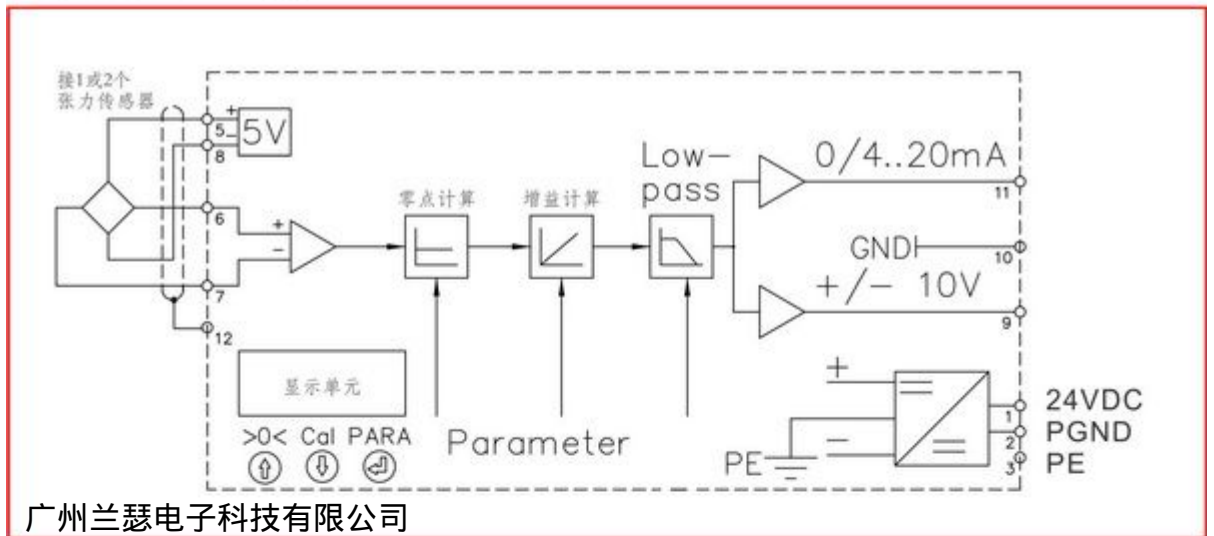 接1或2个
张力传感器
+
5
5V
−
8
6
+
−
7
12
零点计算
增益计算
Low-
pass
0/4..20mA
11
GND
10
+/- 10V
9
显示单元
>0< Cal PARA
Parameter
+
−
PE
1
24VDC
2
PGND
3
PE
广州兰瑟电子科技有限公司